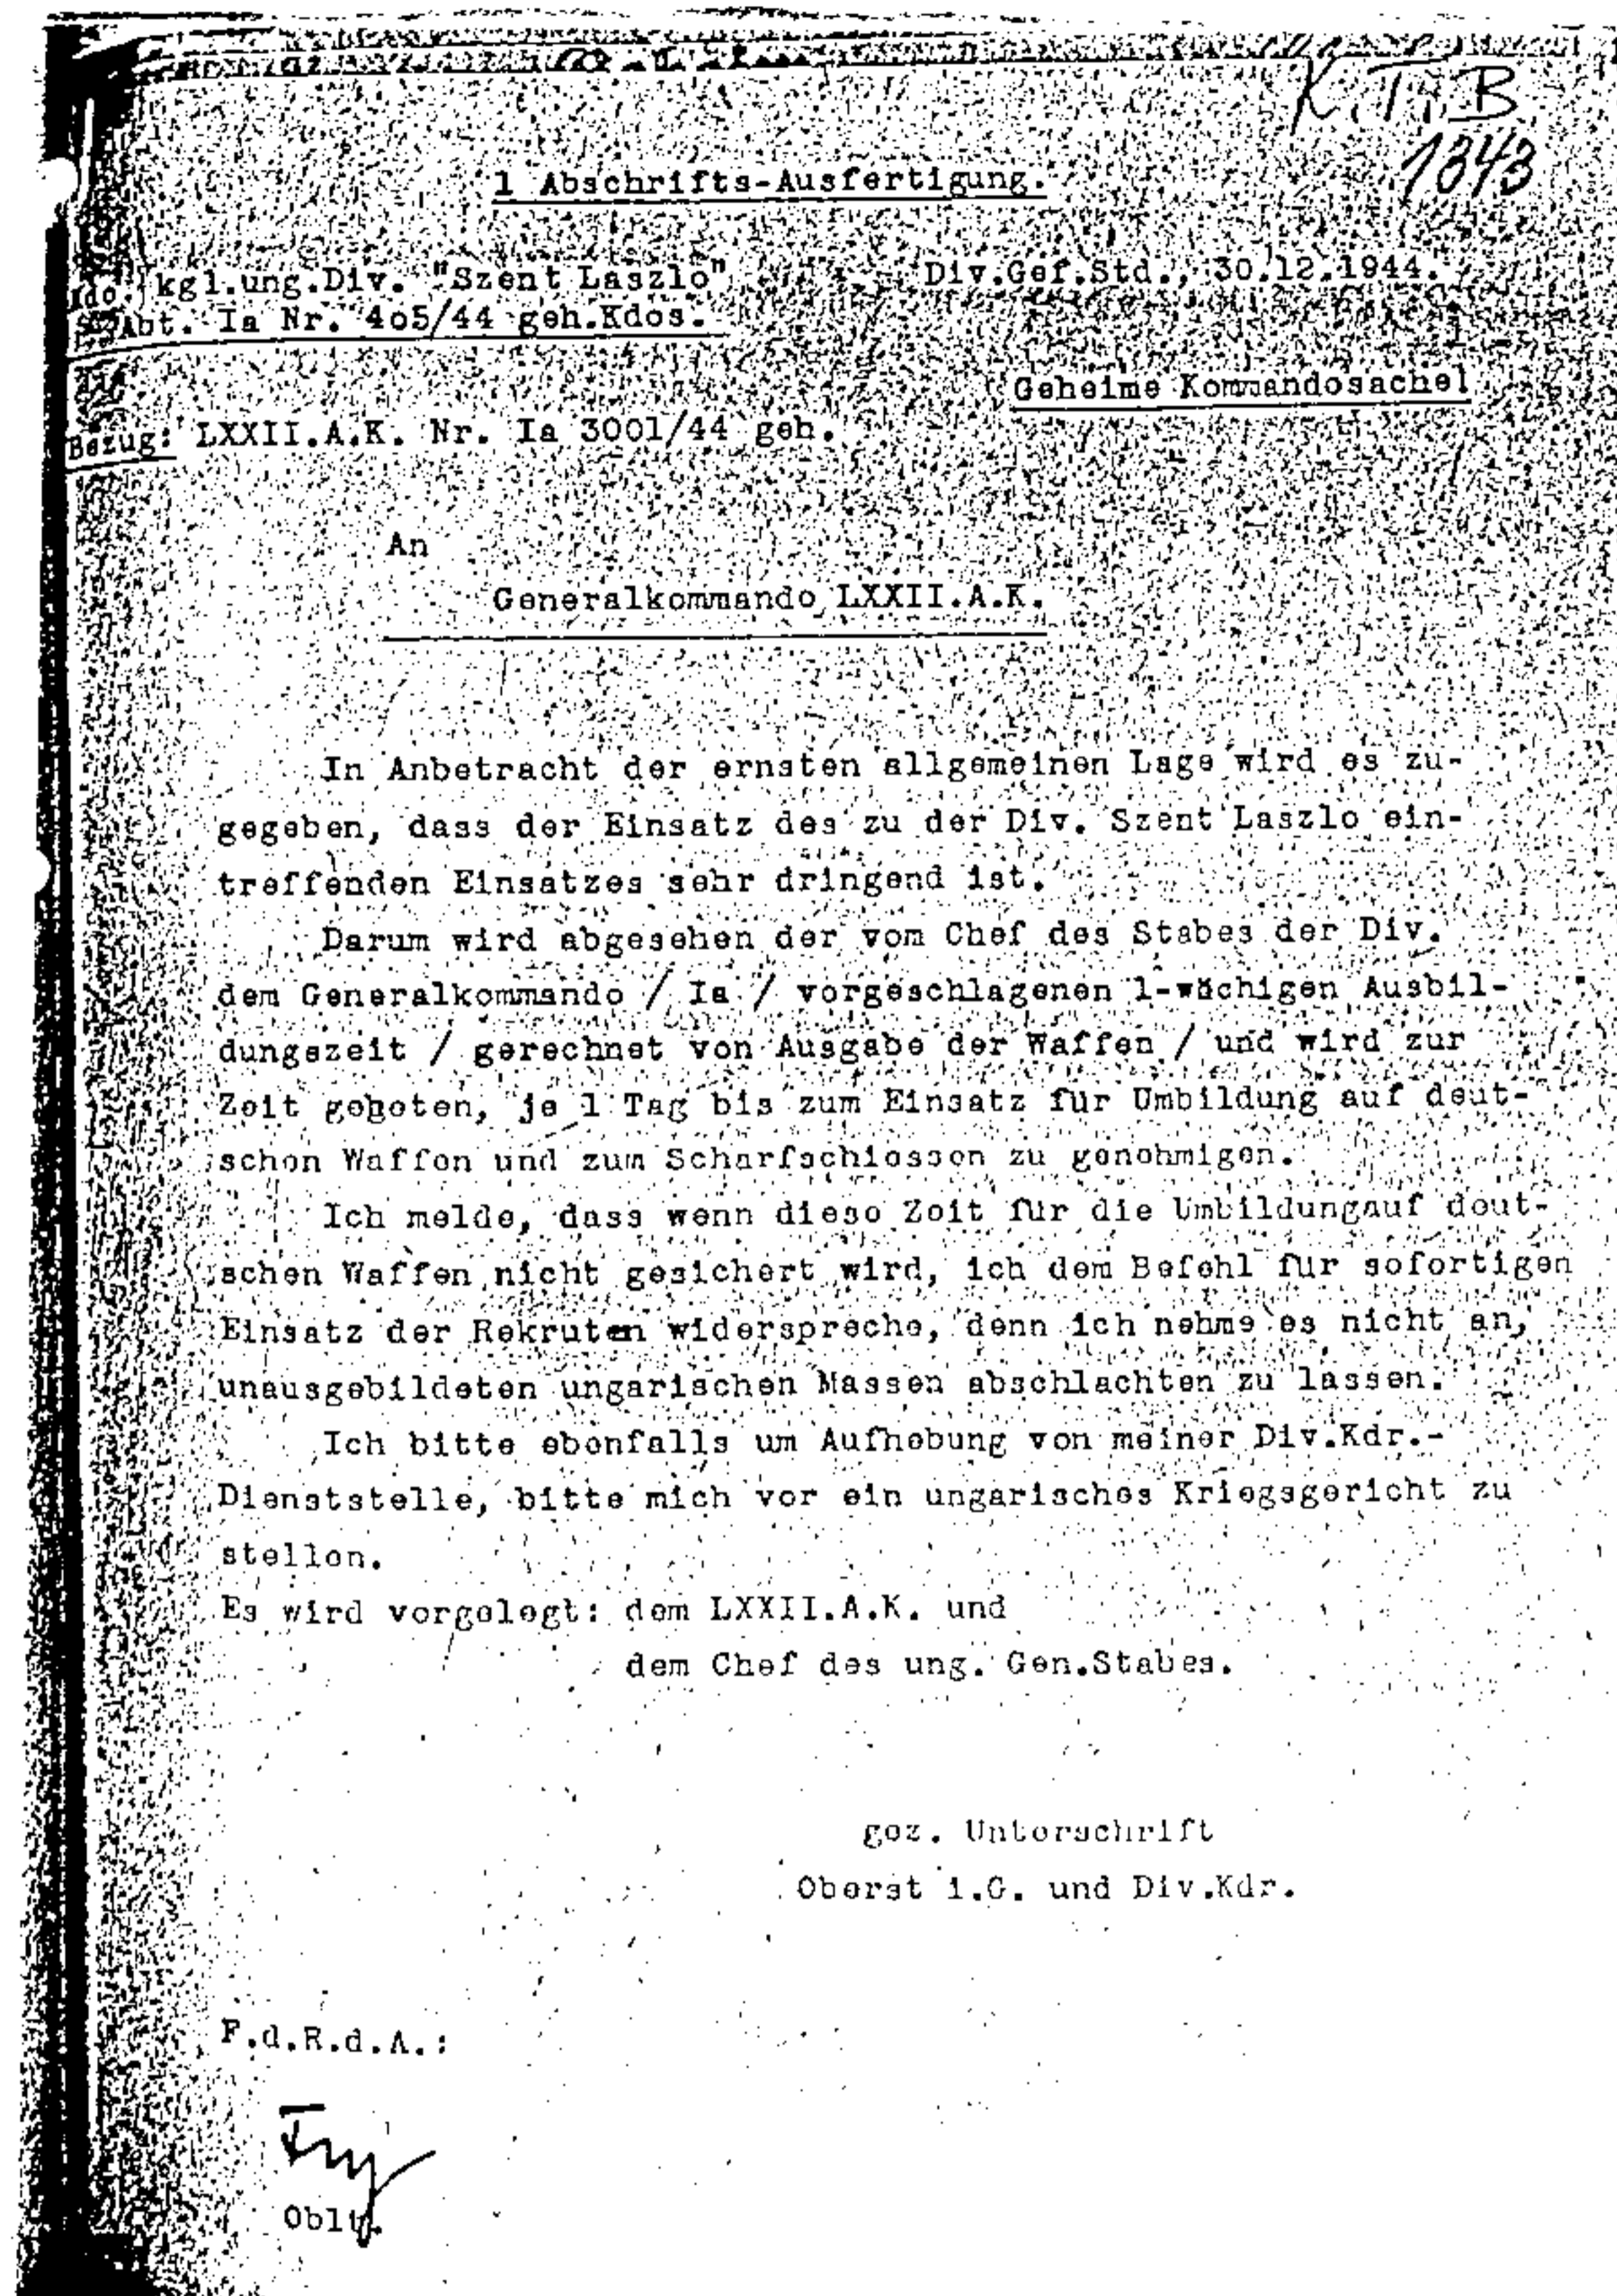 K.T.B
1343
1 Abschrifts-Ausfertigung.
Kdo. kgl.ung.Div. "Szent Laszlo" Div.Gef.Std., 30.12.1944.
Abt. Ia Nr. 4o5/44 geh.Kdos.
Geheime Kommandosache!
Bezug: LXXII.A.K. Nr. Ia 3001/44 geh.
An
Generalkommando LXXII.A.K.
In Anbetracht der ernsten allgemeinen Lage wird es zu-
gegeben, dass der Einsatz des zu der Div. Szent Laszlo ein-
treffenden Einsatzes sehr dringend ist.
Darum wird abgesehen der vom Chef des Stabes der Div.
dem Generalkommando / Ia / vorgeschlagenen 1-wöchigen Ausbil-
dungszeit / gerechnet von Ausgabe der Waffen / und wird zur
Zeit geboten, je 1 Tag bis zum Einsatz für Umbildung auf deut-
schen Waffen und zum Scharfschiessen zu genehmigen.
Ich melde, dass wenn diese Zeit für die Umbildungauf deut-
schen Waffen nicht gesichert wird, ich dem Befehl für sofortigen
Einsatz der Rekruten widerspreche, denn ich nehme es nicht an,
unausgebildeten ungarischen Massen abschlachten zu lassen.
Ich bitte ebenfalls um Aufhebung von meiner Div.Kdr.-
Dienststelle, bitte mich vor ein ungarisches Kriegsgericht zu
stellen.
Es wird vorgelegt: dem LXXII.A.K. und
dem Chef des ung. Gen.Stabes.
gez. Unterschrift
Oberst i.G. und Div.Kdr.
F.d.R.d.A.:
Oblt.